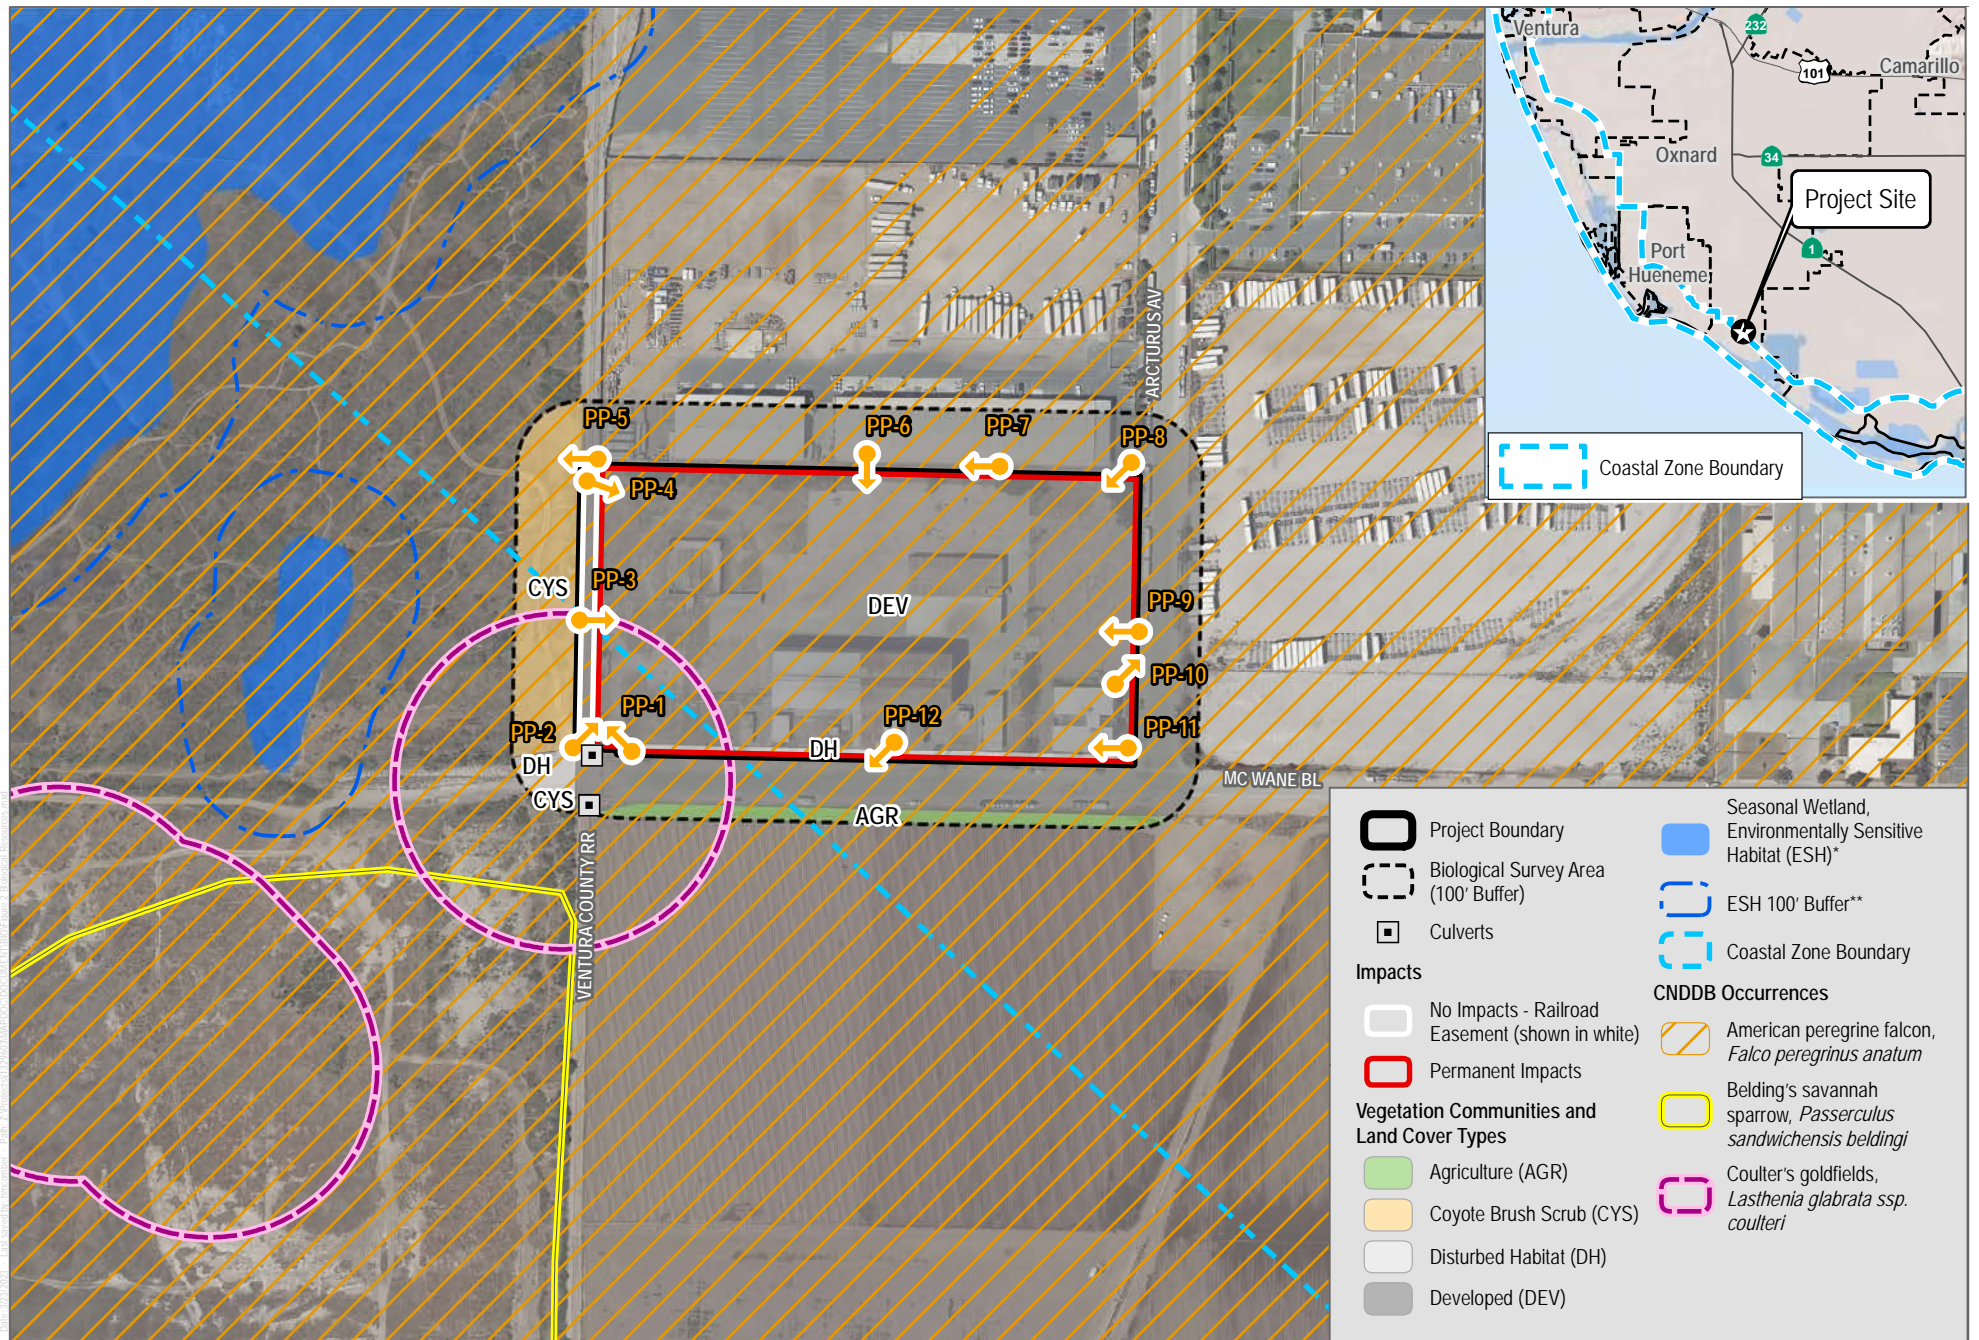 Ventura
232
101
Camarillo
Oxnard
34
Project Site
1
Port
Hueneme
Coastal Zone Boundary
ARCTURUS AV
PP-5
PP-6
PP-7
PP-8
PP-4
CYS
PP-3
DEV
PP-9
PP-10
PP-1
PP-2
PP-12
PP-11
DH
DH
CYS
AGR
MC WANE BL
VENTURA COUNTY RR
Project Boundary
Biological Survey Area
(100' Buffer)
Culverts
Impacts
No Impacts - Railroad
Easement (shown in white)
Permanent Impacts
Vegetation Communities and
Land Cover Types
Agriculture (AGR)
Coyote Brush Scrub (CYS)
Disturbed Habitat (DH)
Developed (DEV)
Seasonal Wetland,
Environmentally Sensitive
Habitat (ESH)*
ESH 100' Buffer**
Coastal Zone Boundary
CNDDB Occurrences
American peregrine falcon,
Falco peregrinus anatum
Belding's savannah
sparrow, Passerculus
sandwichensis beldingi
Coulter's goldfields,
Lasthenia glabrata ssp.
coulteri